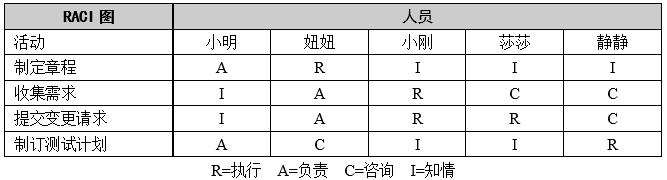 RACI 图 人员
活动 小明 妞妞 小刚 莎莎 静静
制定章程 A R I I I
收集需求 I A R C C
提交变更请求 I A R R C
制订测试计划 A C I I R
R=执行 A=负责 C=咨询 I=知情